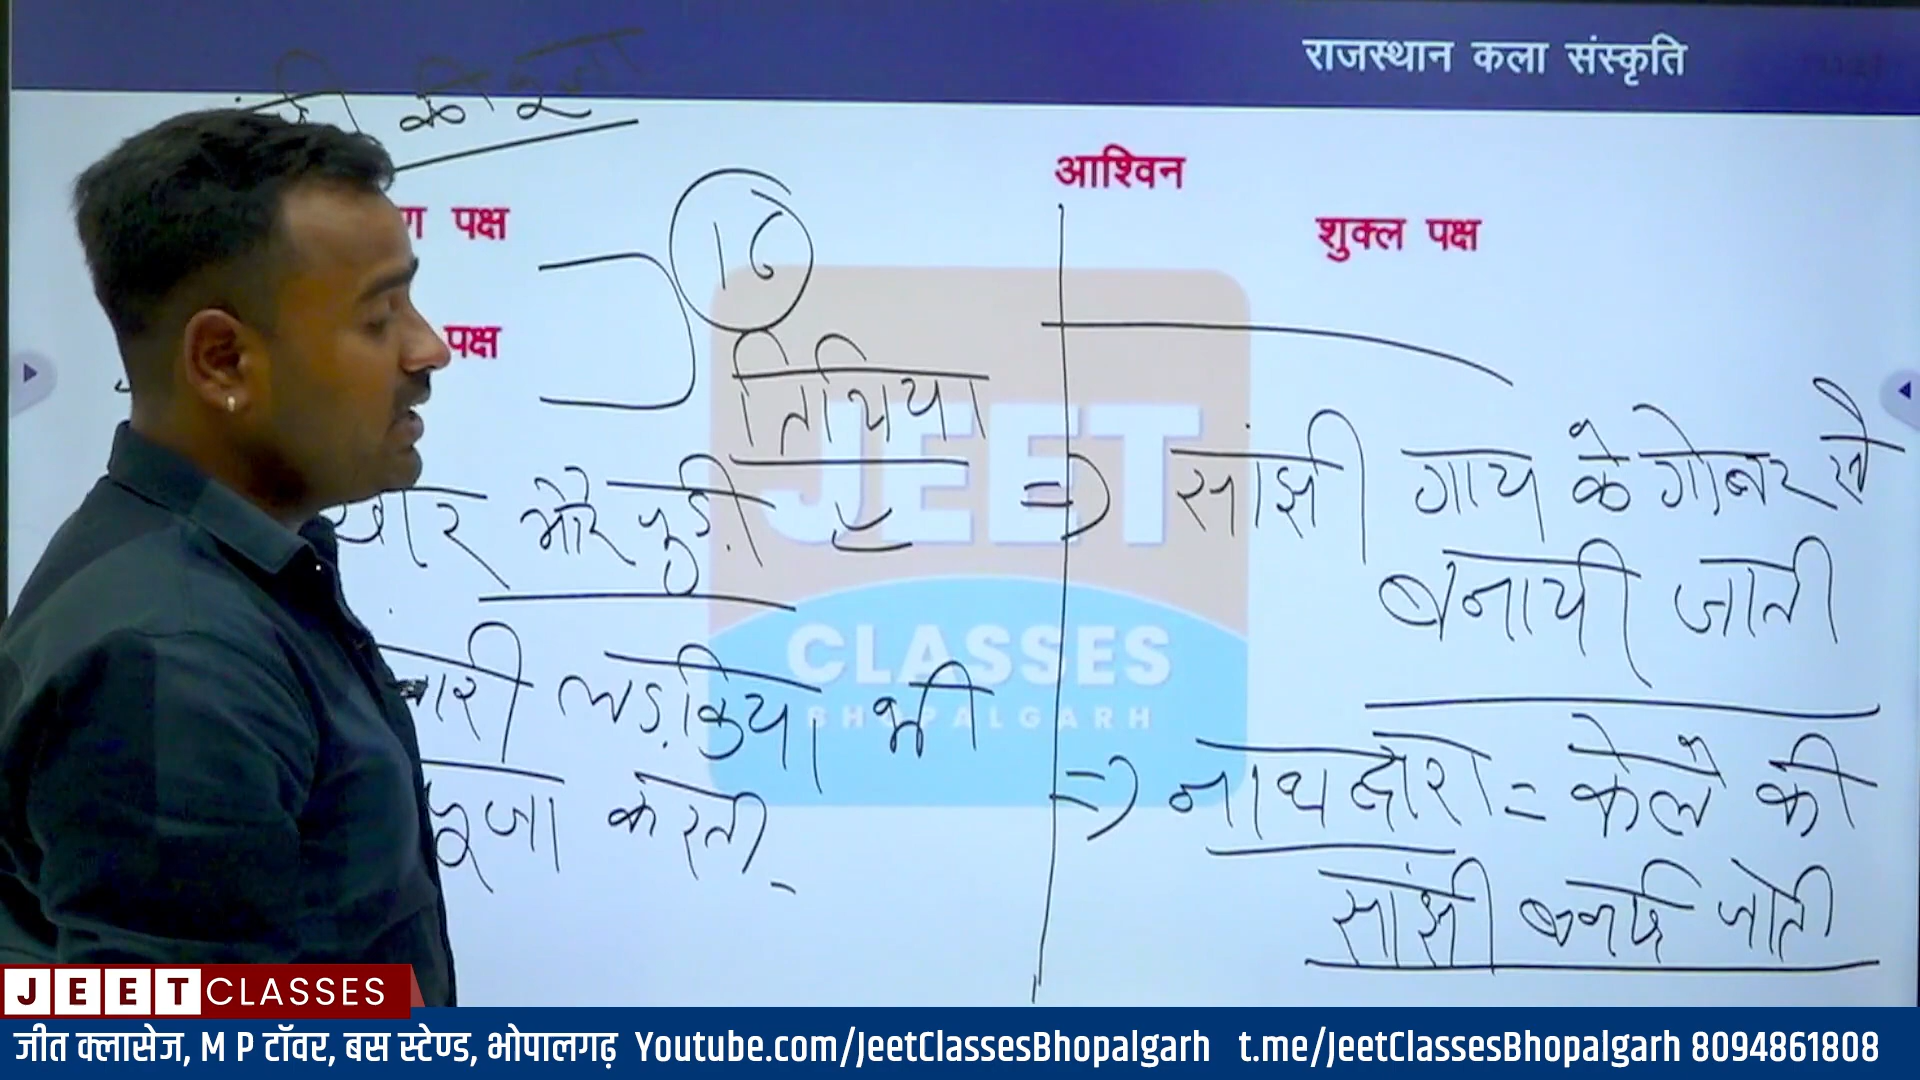 राजस्थान कला संस्कृति
की पूजा
आश्विन
पक्ष
शुक्ल पक्ष
16
पक्ष
तिथिया
और पुड़ी
=) सांझी गाय के गोबर से
बनायी जाती
लड़किया भी
पूजा करती
=) नाथद्वारा = केले की
सांझी बनाई जाती
JEET
CLASSES
BHOPALGARH
JEET CLASSES
जीत क्लासेज, M P टॉवर, बस स्टेण्ड, भोपालगढ़ Youtube.com/JeetClassesBhopalgarh t.me/JeetClassesBhopalgarh 8094861808